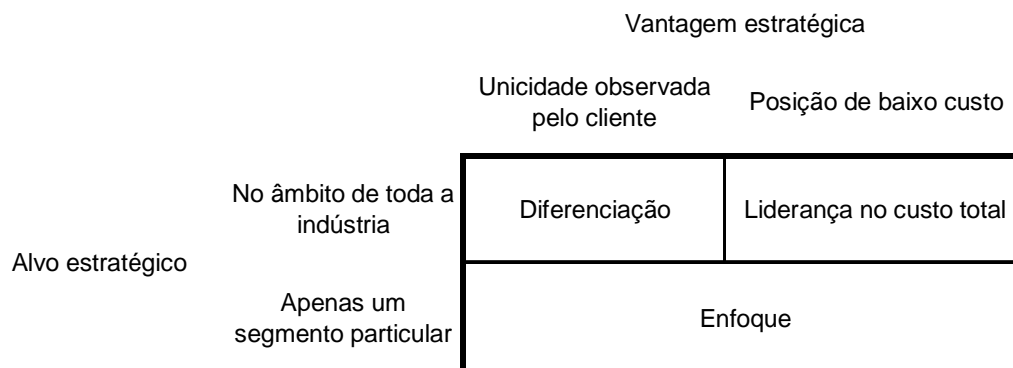 Vantagem estratégica
Unicidade observada
pelo cliente
Posição de baixo custo
No âmbito de toda a
indústria
Diferenciação
Liderança no custo total
Alvo estratégico
Apenas um
segmento particular
Enfoque